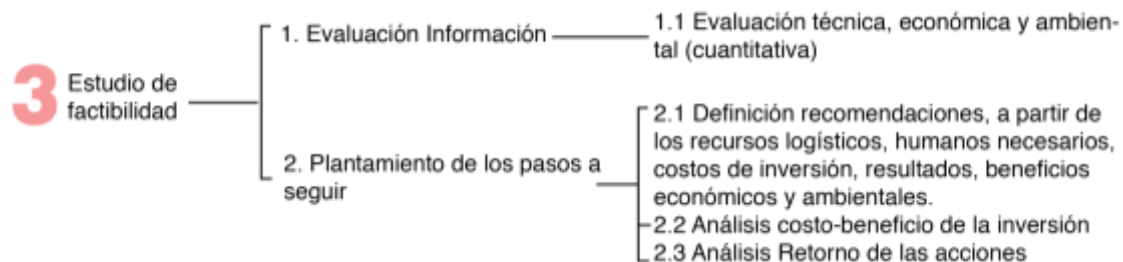 3 Estudio de
factibilidad
1. Evaluación Información
1.1 Evaluación técnica, económica y ambien-
tal (cuantitativa)
2. Plantamiento de los pasos a
seguir
2.1 Definición recomendaciones, a partir de
los recursos logísticos, humanos necesarios,
costos de inversión, resultados, beneficios
económicos y ambientales.
2.2 Análisis costo-beneficio de la inversión
2.3 Análisis Retorno de las acciones